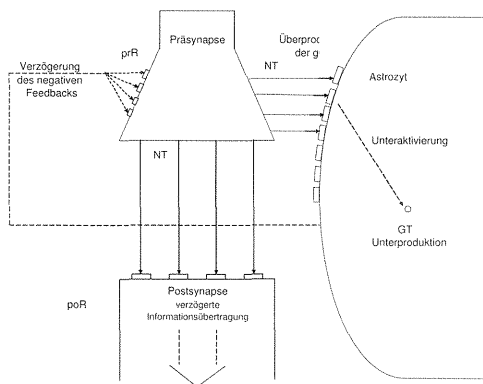 Präsynapse
prR
Überprod
der g
NT
Verzögerung
des negativen
Feedbacks
Astrozyt
Unteraktivierung
NT
GT
Unterproduktion
poR
Postsynapse
verzögerte
Informationsübertragung